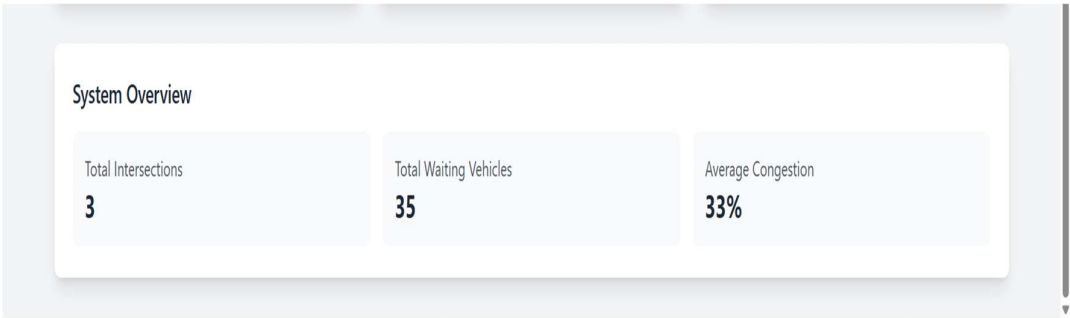 System Overview
Total Intersections
3
Total Waiting Vehicles
35
Average Congestion
33%